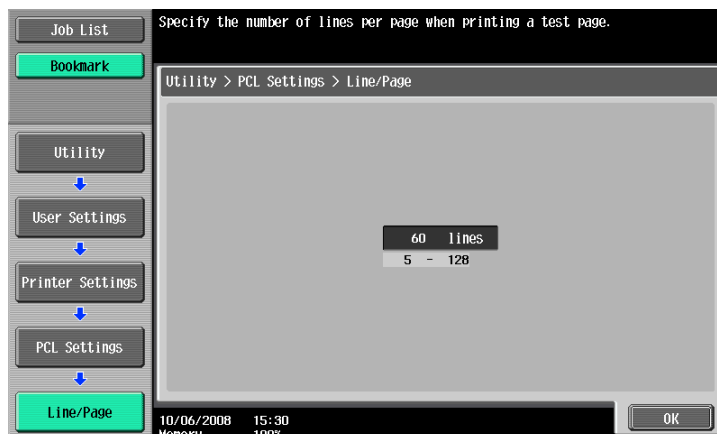 Job List
Bookmark
Specify the number of lines per page when printing a test page.
Utility > PCL Settings > Line/Page
Utility
User Settings
Printer Settings
PCL Settings
Line/Page
60 lines
5 - 128
10/06/2008 15:30
Memory 100%
OK